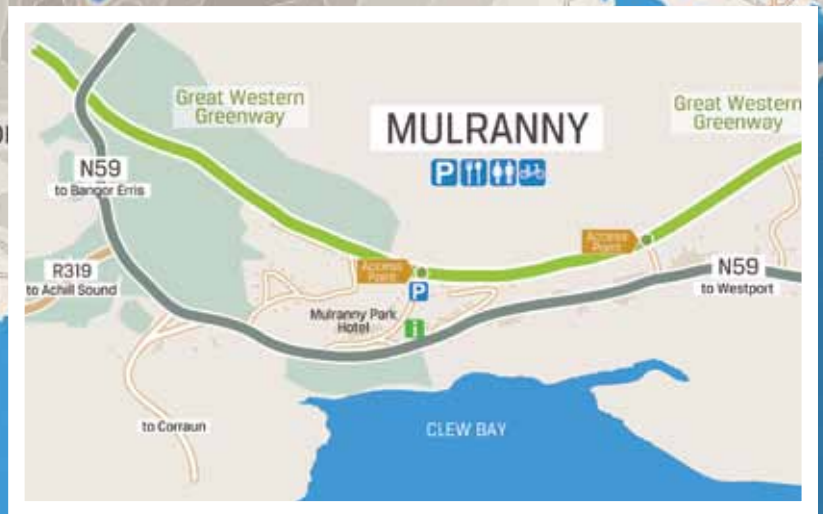 Great Western
Greenway
MULRANNY
Great Western
Greenway
P
N59
to Bangor Erris
Access
Point
R319
to Achill Sound
Access
Point
P
N59
to Westport
Mulranny Park
Hotel
i
to Corraun
CLEW BAY